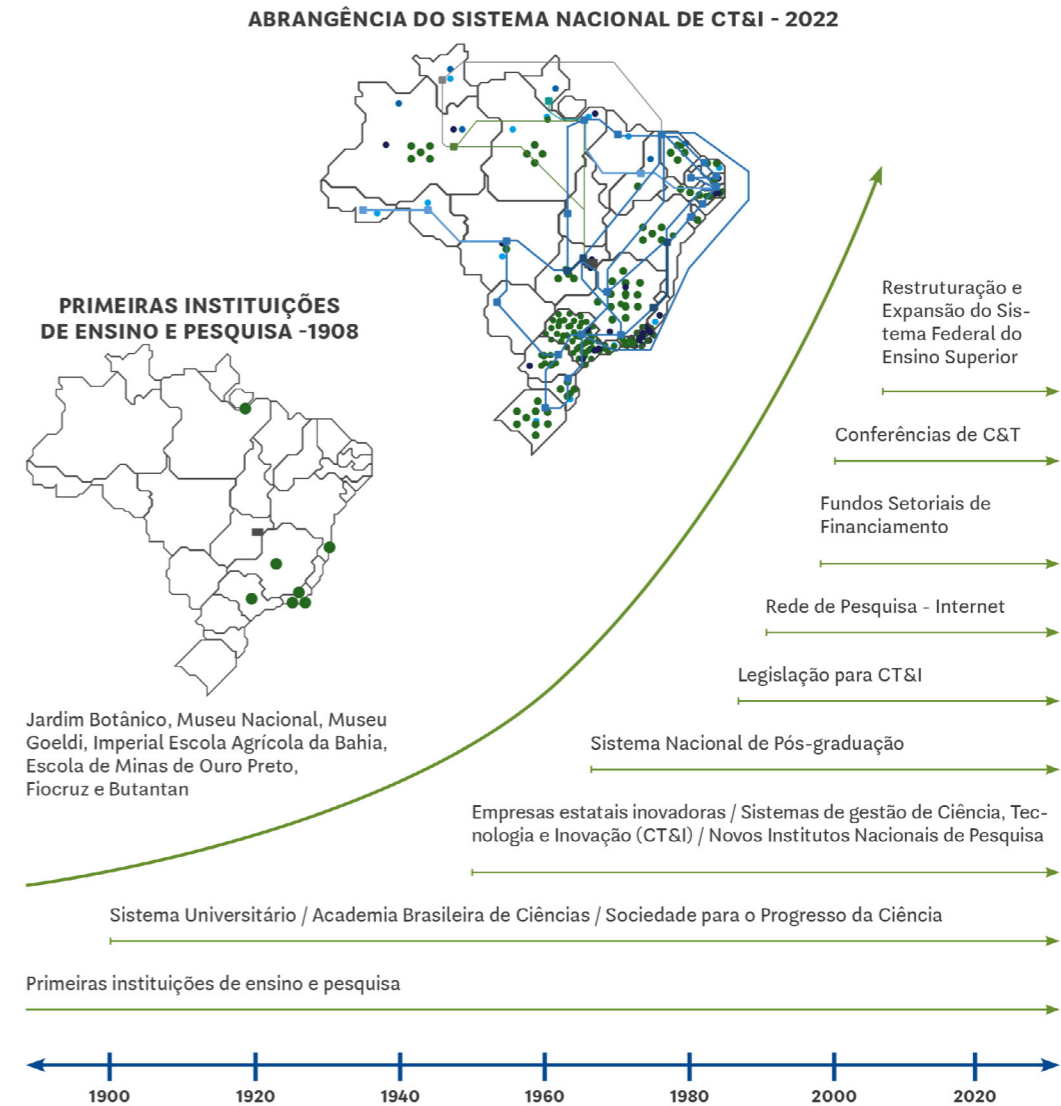 ABRANGÊNCIA DO SISTEMA NACIONAL DE CT&I - 2022
PRIMEIRAS INSTITUIÇÕES
DE ENSINO E PESQUISA -1908
Jardim Botânico, Museu Nacional, Museu
Goeldi, Imperial Escola Agrícola da Bahia,
Escola de Minas de Ouro Preto,
Fiocruz e Butantan
Restruturação e
Expansão do Sis-
tema Federal do
Ensino Superior
Conferências de C&T
Fundos Setoriais de
Financiamento
Rede de Pesquisa - Internet
Legislação para CT&I
Sistema Nacional de Pós-graduação
Empresas estatais inovadoras / Sistemas de gestão de Ciência, Tec-
nologia e Inovação (CT&I) / Novos Institutos Nacionais de Pesquisa
Sistema Universitário / Academia Brasileira de Ciências / Sociedade para o Progresso da Ciência
Primeiras instituições de ensino e pesquisa
1900 1920 1940 1960 1980 2000 2020